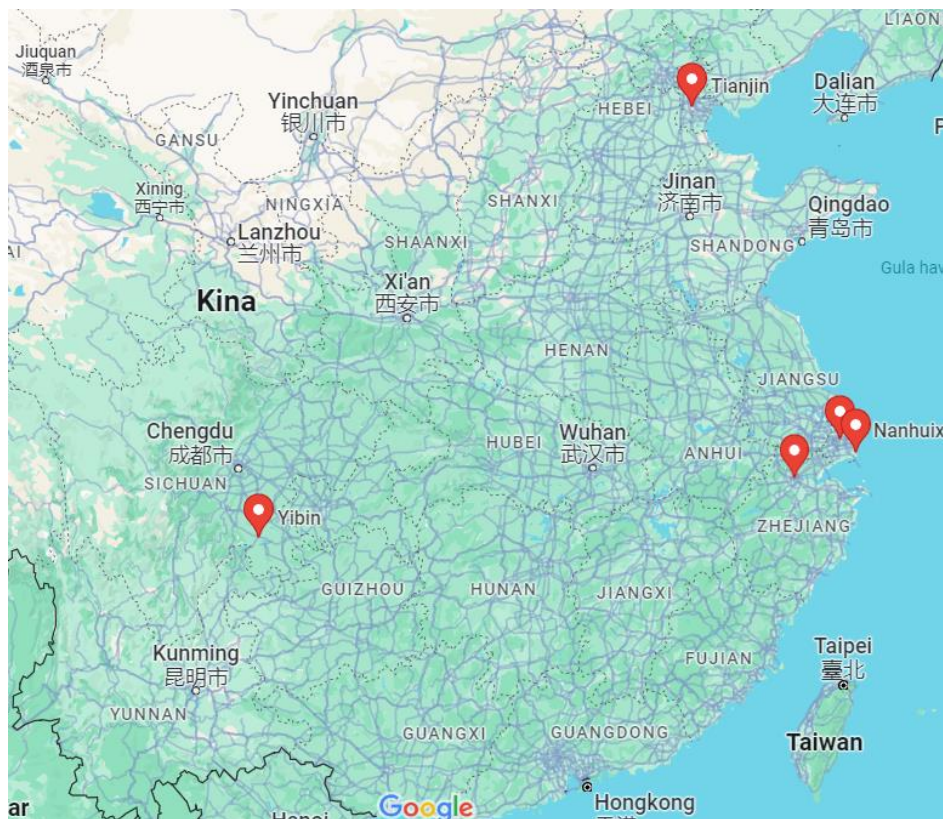 LIAON
Jiuquan
酒泉市
Tianjin
Dalian
大连市
Yinchuan
银川市
HEBEI
GANSU
Xining
西宁市
Jinan
济南市
NINGXIA
SHANXI
Qingdao
青岛市
Lanzhou
兰州市
SHAANXI
SHANDONG
AI
Gula hav
Xi'an
西安市
Kina
HENAN
JIANGSU
Chengdu
成都市
HUBEI
Wuhan
武汉市
ANHUI
Nanhuix
SICHUAN
Yibin
ZHEJIANG
GUIZHOU
HUNAN
JIANGXI
Kunming
昆明市
FUJIAN
Taipei
臺北
YUNNAN
GUANGXI
GUANGDONG
Taiwan
ar
Google
Hongkong